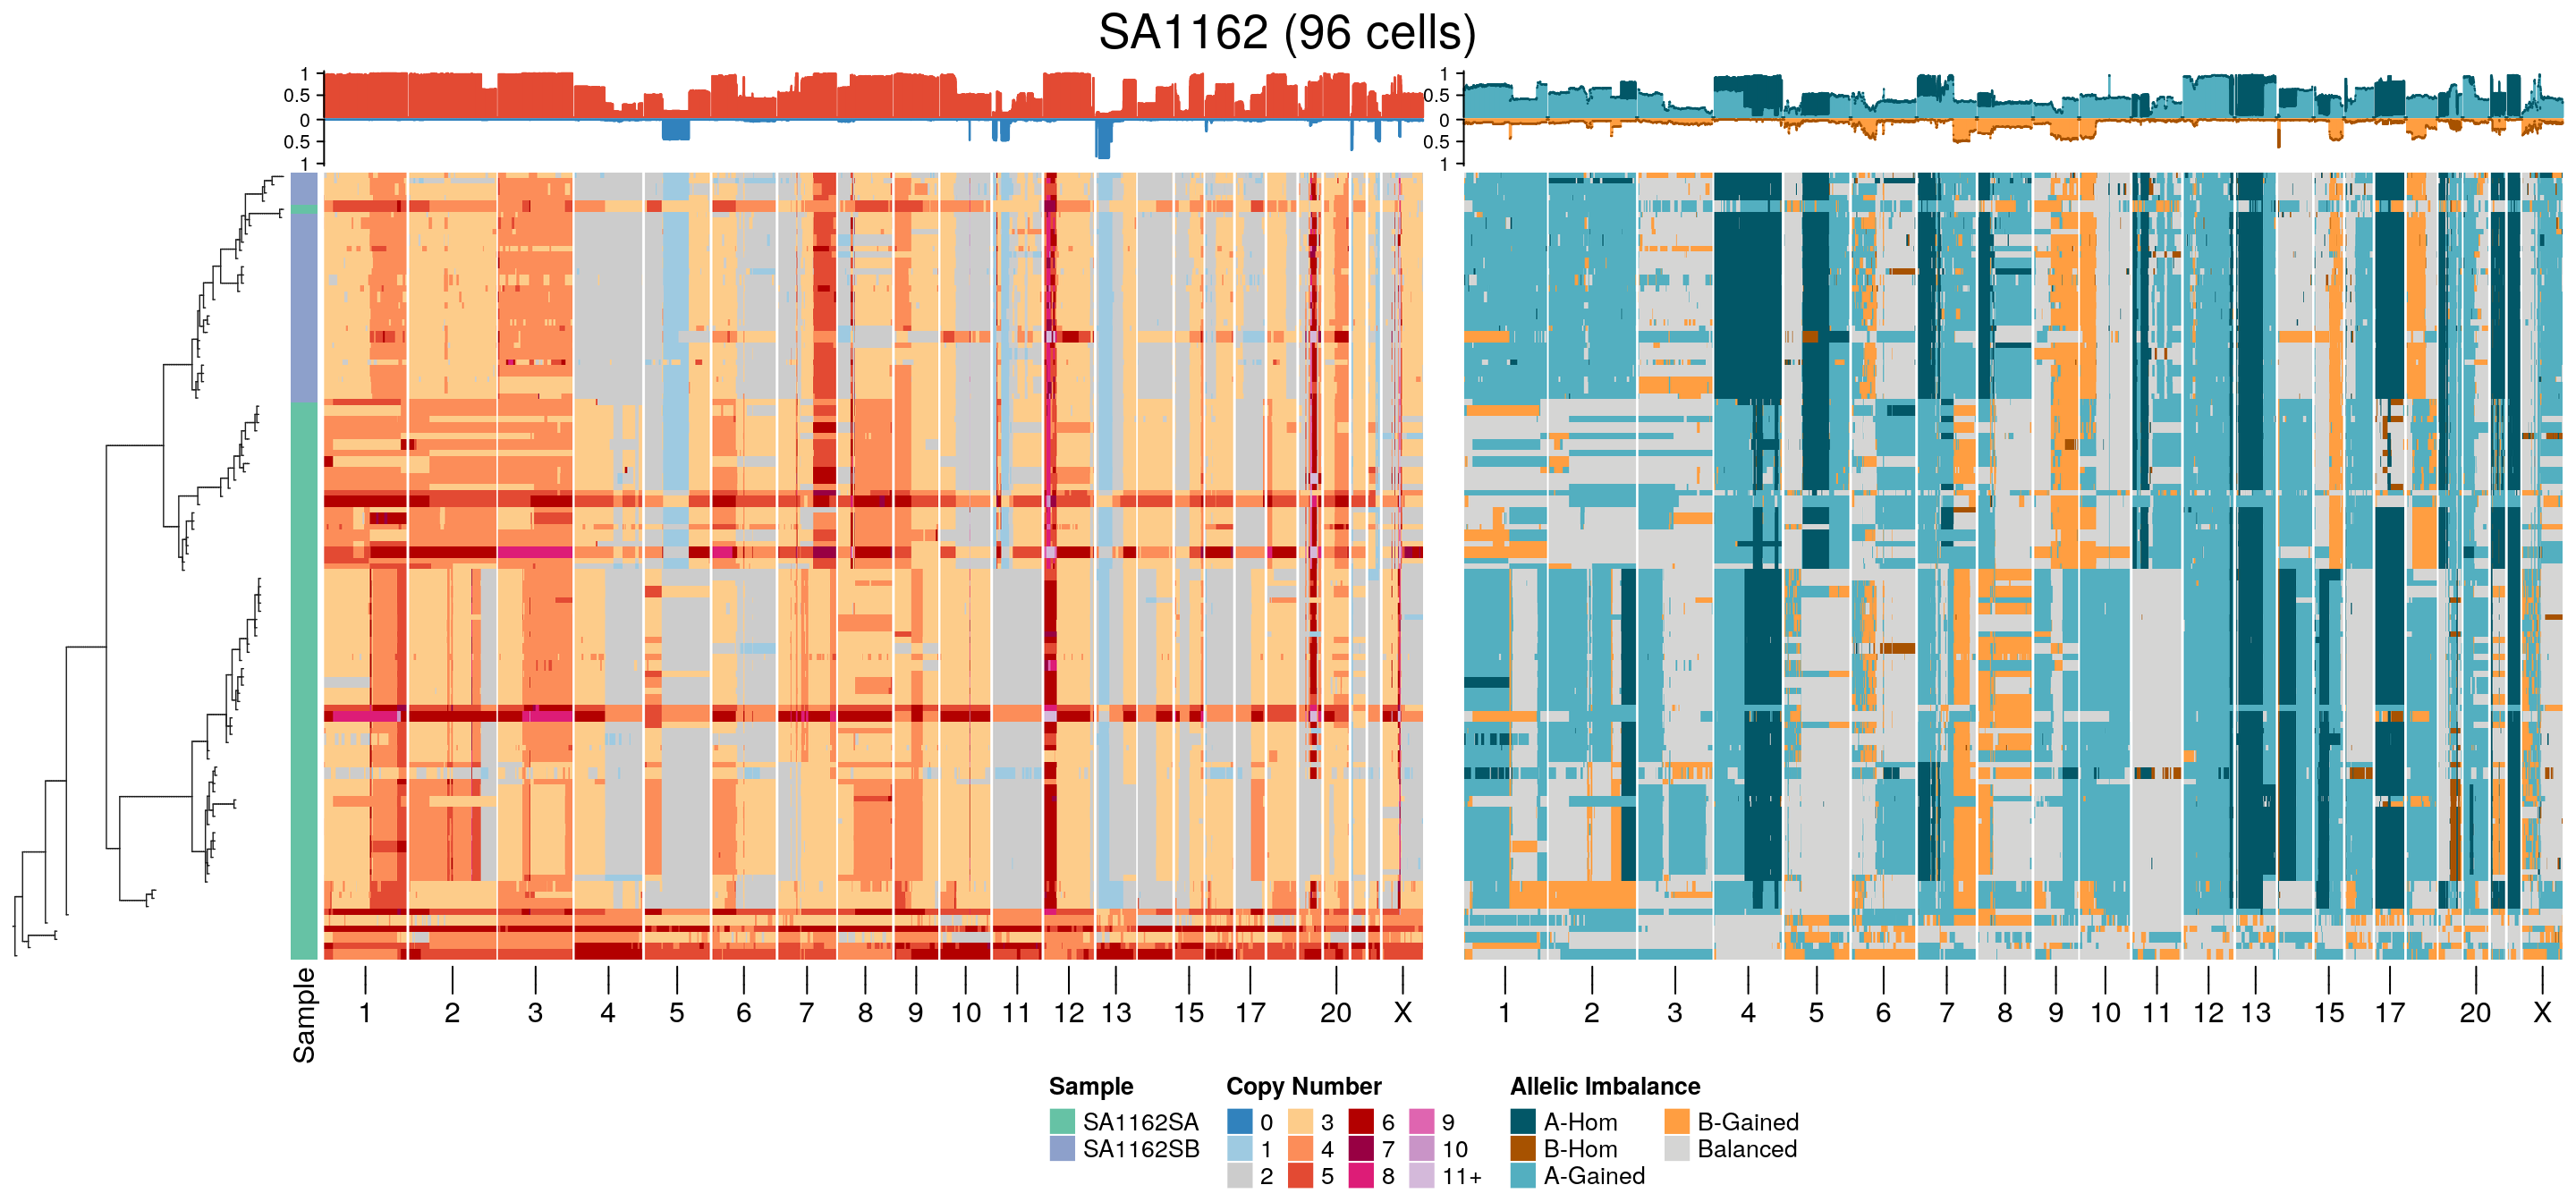 SA1162 (96 cells)
1
0.5
0
0.5
1
1
0.5
0
0.5
1
Sample
1 2 3 4 5 6 7 8 9 10 11 12 13 15 17 20 X
1 2 3 4 5 6 7 8 9 10 11 12 13 15 17 20 X
Sample
SA1162SA
SA1162SB
Copy Number
0 3 6 9
1 4 7 10
2 5 8 11+
Allelic Imbalance
A-Hom B-Gained
B-Hom Balanced
A-Gained